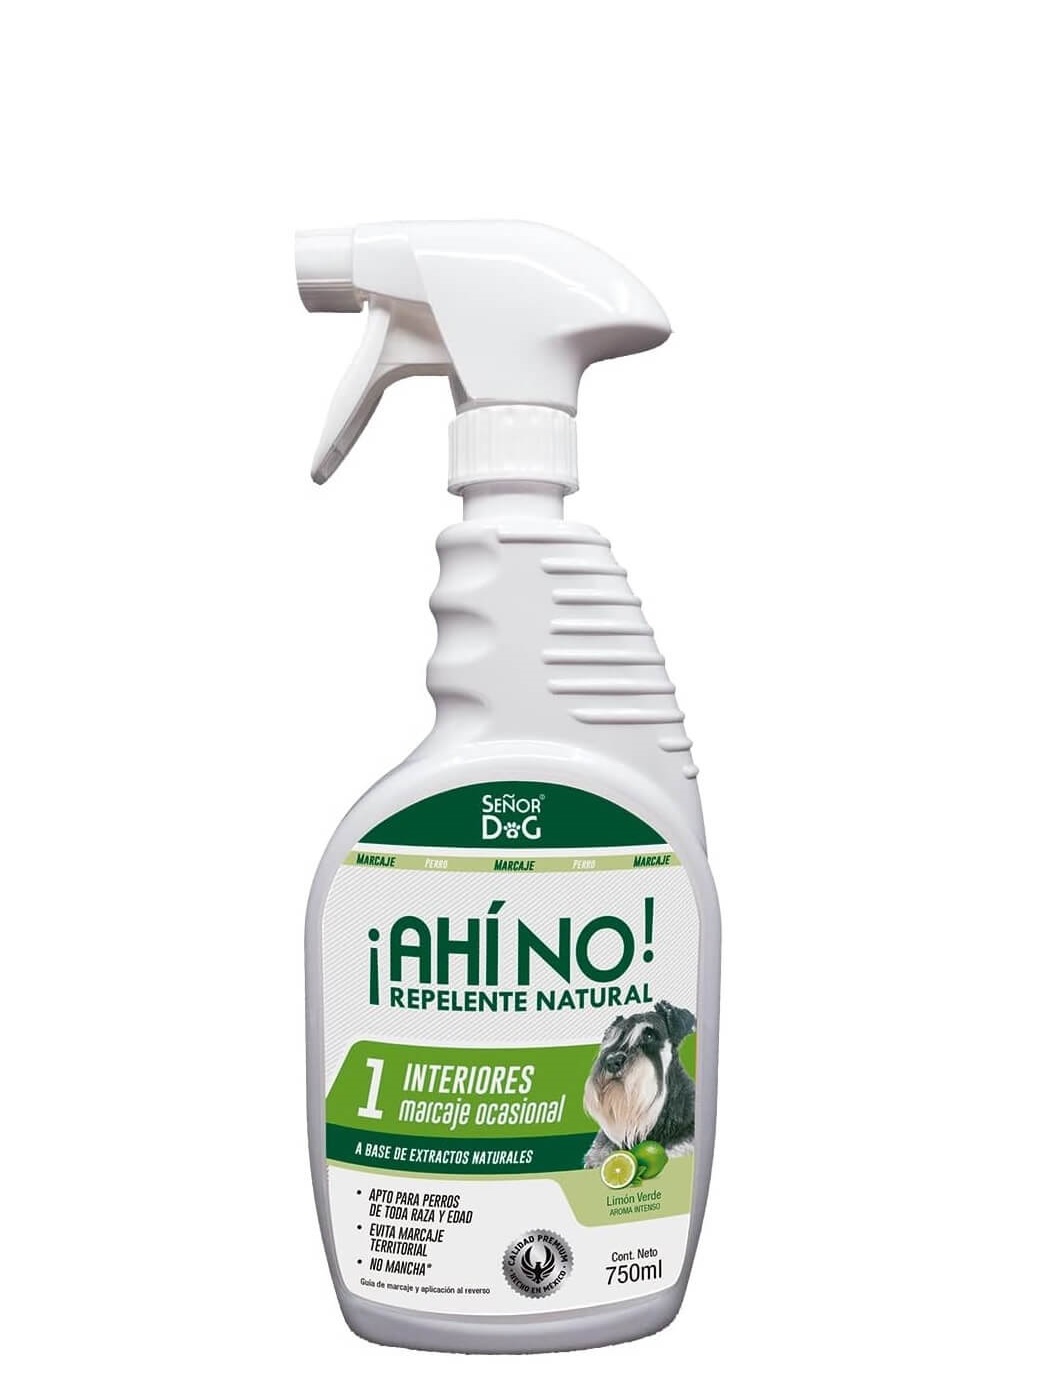 SEÑOR®
DOG
MARCAJE PERRO MARCAJE PERRO MARCAJE
¡AHÍ NO!
REPELENTE NATURAL
1 INTERIORES
marcaje ocasional
A BASE DE EXTRACTOS NATURALES
• APTO PARA PERROS
DE TODA RAZA Y EDAD
• EVITA MARCAJE
TERRITORIAL
• NO MANCHA*
Guía de marcaje y aplicación al reverso
CALIDAD PREMIUM
• HECHO EN MÉXICO •
Limón Verde
AROMA INTENSO
Cont. Neto
750ml